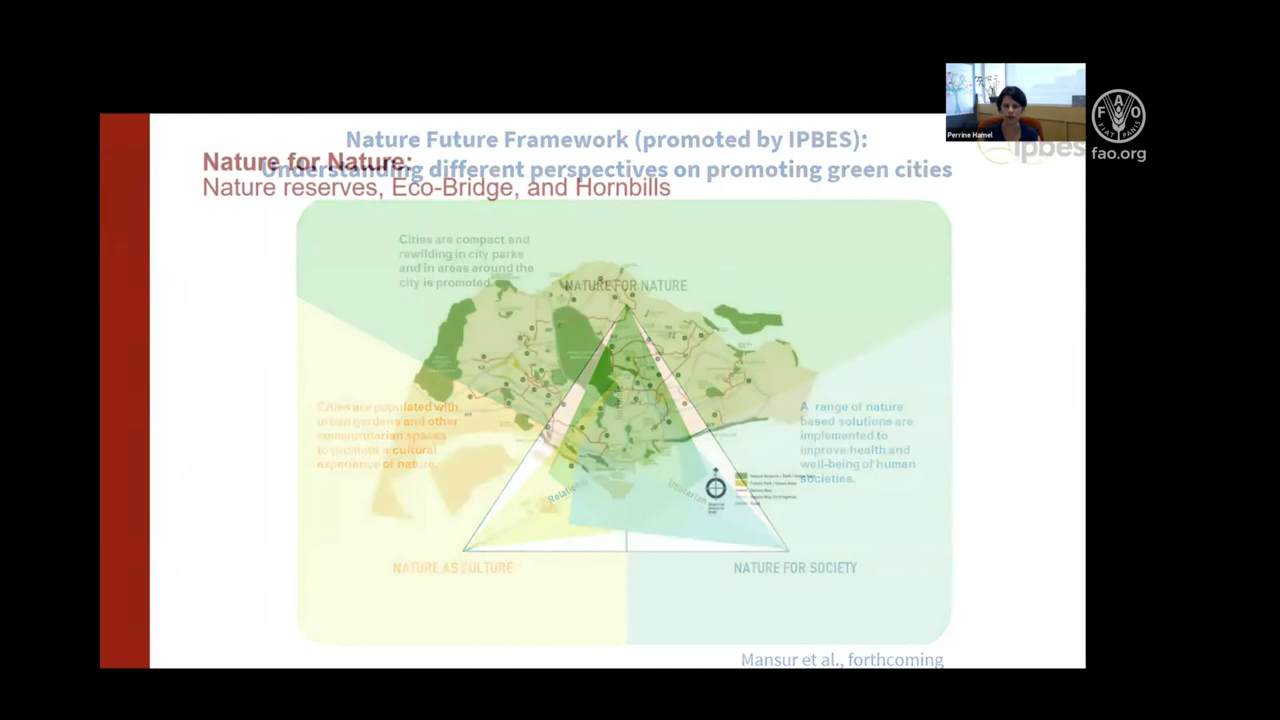 Nature Future Framework (promoted by IPBES):
Understanding different perspectives on promoting green cities
Nature for Nature:
Nature reserves, Eco-Bridge, and Hornbills
Perrine Hamel
ipbes
F A O
FIAT PANIS
fao.org
Cities are compact and
rewilding in city parks
and in areas around the
city is promoted.
NATURE FOR NATURE
Cities are populated with
urban gardens and other
communitarian spaces
to promote a cultural
experience of nature.
A range of nature
based solutions are
implemented to
improve health and
well-being of human
societies.
Relational
Utilitarian
NATURE AS CULTURE
NATURE FOR SOCIETY
Mansur et al., forthcoming